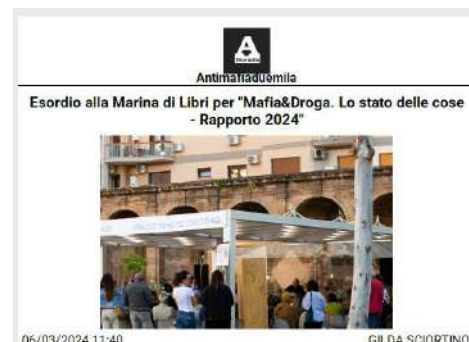 A
Antimafiaduemila
Esordio alla Marina di Libri per "Mafia&Droga. Lo stato delle cose
- Rapporto 2024"
06/03/2024 11:40
GILDA SCIORTINO